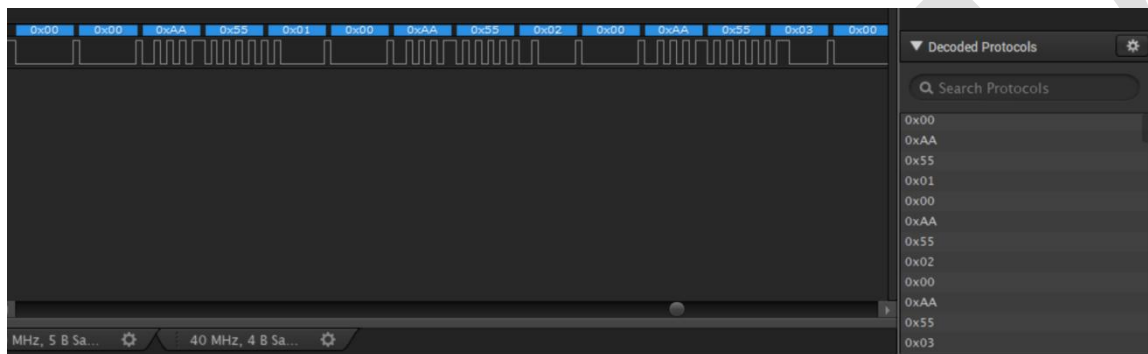 0x00 0x00 0xAA 0x55 0x01 0x00 0xAA 0x55 0x02 0x00 0xAA 0x55 0x03 0x00
Decoded Protocols
Search Protocols
0x00
0xAA
0x55
0x01
0x00
0xAA
0x55
0x02
0x00
0xAA
0x55
0x03
MHz, 5 B Sa... 40 MHz, 4 B Sa...